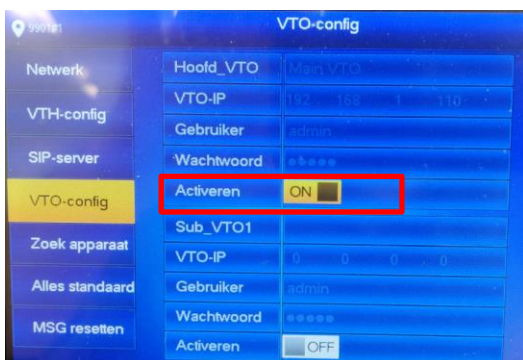 9901#1
VTO-config
Netwerk
VTH-config
SIP-server
VTO-config
Zoek apparaat
Alles standaard
MSG resetten
Hoofd_VTO Main VTO
VTO-IP 192 . 168 . 1 . 110
Gebruiker admin
Wachtwoord •••••
Activeren ON
Sub_VTO1
VTO-IP 0 . 0 . 0 . 0
Gebruiker admin
Wachtwoord •••••
Activeren OFF